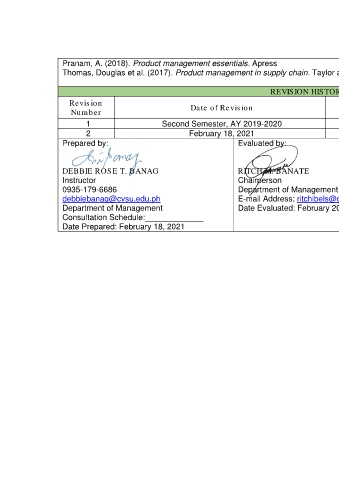 Pranam, A. (2018). Product management essentials. Apress
Thomas, Douglas et al. (2017). Product management in supply chain. Taylor a
REVISION HISTOR
Revision Number
Date of Revision
1
Second Semester, AY 2019-2020
2
February 18, 2021
Prepared by:
DEBBIE ROSE T. BANAG
Instructor
0935-179-6686
debbiebanag@cvsu.edu.ph
Department of Management
Consultation Schedule:
Date Prepared: February 18, 2021
Evaluated by:
BANATE
Chairperson
Department of Management
E-mail Address: ritchibels@
Date Evaluated: February 20